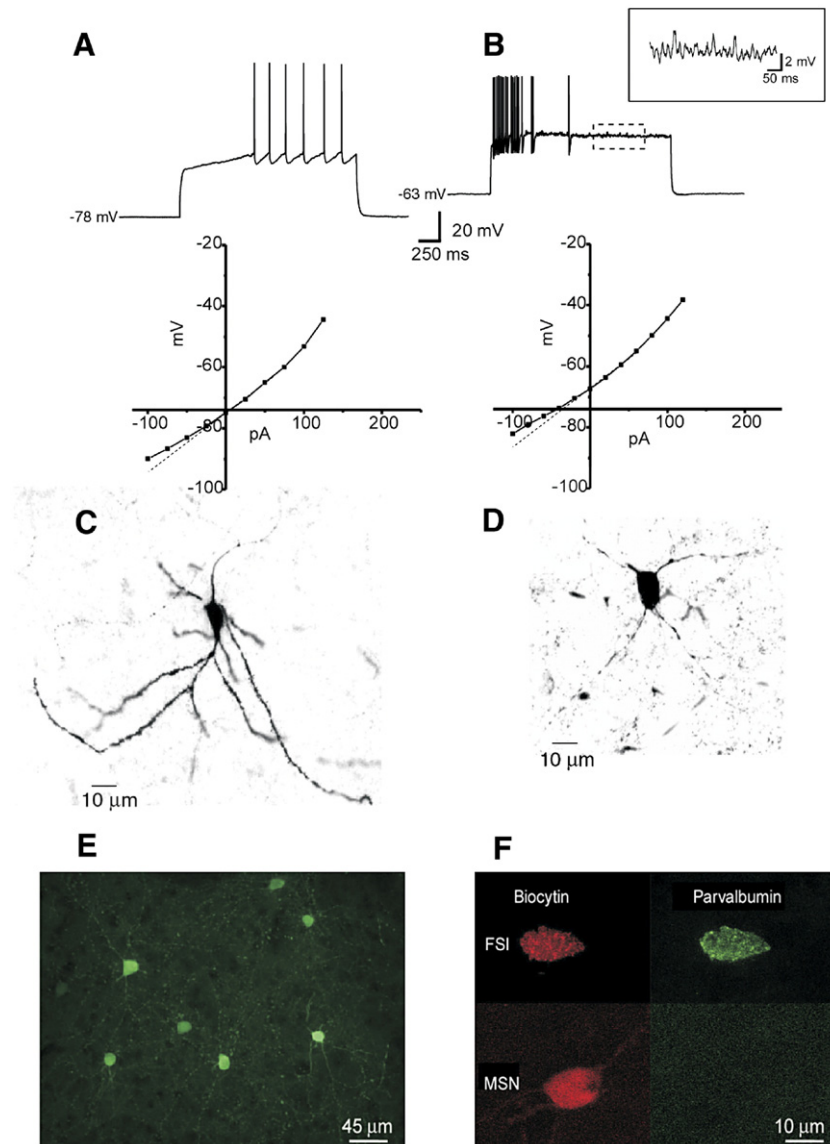 A
B
2 mV
50 ms
-78 mV
-63 mV
20 mV
250 ms
-20
-40
mV
-60
-100
100
200
-80
pA
-100
-20
-40
mV
-60
-100
100
200
-80
pA
-100
C
D
10 µm
10 µm
E
F
Biocytin
Parvalbumin
FSI
MSN
45 µm
10 µm